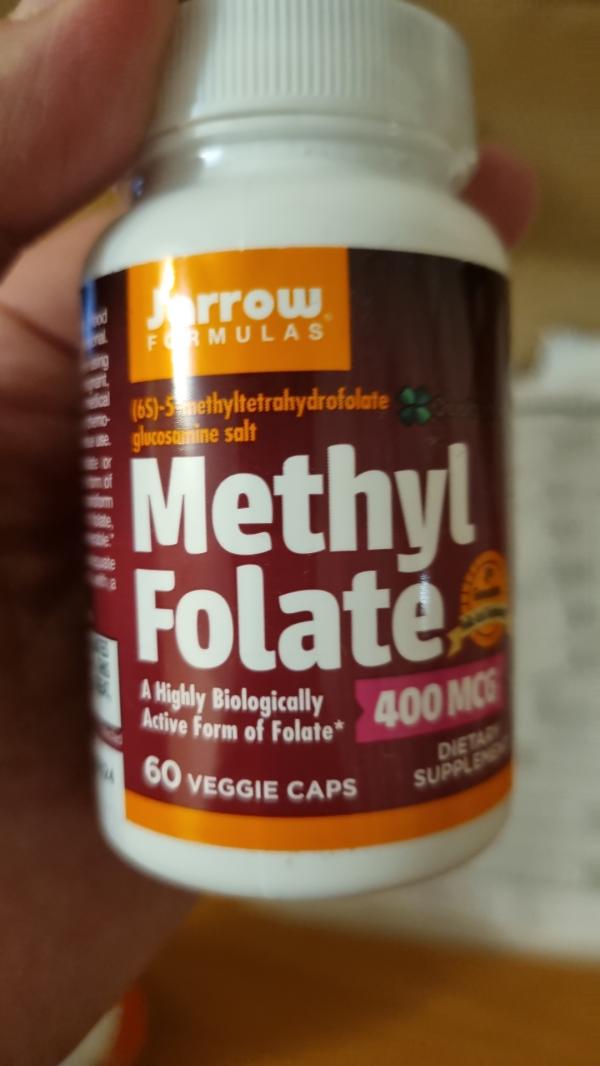 Jarrow
FORMULAS
(6S)-5-methyltetrahydrofolate
glucosamine salt
Methyl
Folate
A Highly Biologically
Active Form of Folate*
400 MCG
60 VEGGIE CAPS
DIETARY
SUPPLEMENT